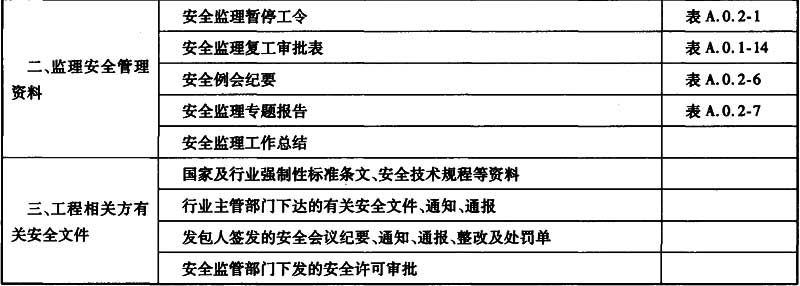 安全监理暂停工令 表 A.0.2-1
安全监理复工审批表 表 A.0.1-14
二、监理安全管理
资料
安全例会纪要 表 A.0.2-6
安全监理专题报告 表 A.0.2-7
安全监理工作总结
国家及行业强制性标准条文、安全技术规程等资料
三、工程相关方有
关安全文件
行业主管部门下达的有关安全文件、通知、通报
发包人签发的安全会议纪要、通知、通报、整改及处罚单
安全监管部门下发的安全许可审批